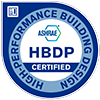 HIGH-PERFORMANCE BUILDING DESIGN
ASHRAE
HBDP
CERTIFIED